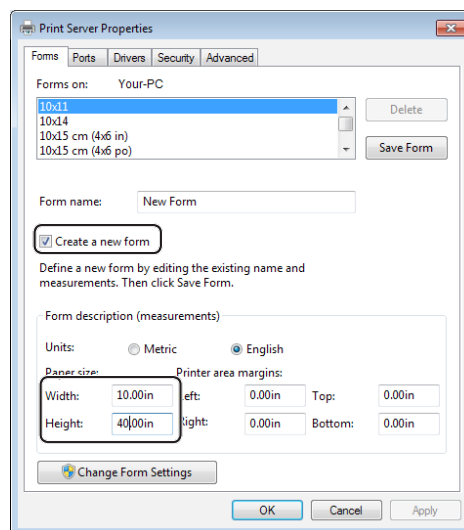 Print Server Properties
Forms Ports Drivers Security Advanced
Forms on: Your-PC
10x11
10x14
10x15 cm (4x6 in)
10x15 cm (4x6 po)
Delete
Save Form
Form name: New Form
Create a new form
Define a new form by editing the existing name and
measurements. Then click Save Form.
Form description (measurements)
Units: Metric English
Paper size: Printer area margins:
Width: 10.00in Left: 0.00in Top: 0.00in
Height: 40.00in Right: 0.00in Bottom: 0.00in
Change Form Settings
OK Cancel Apply